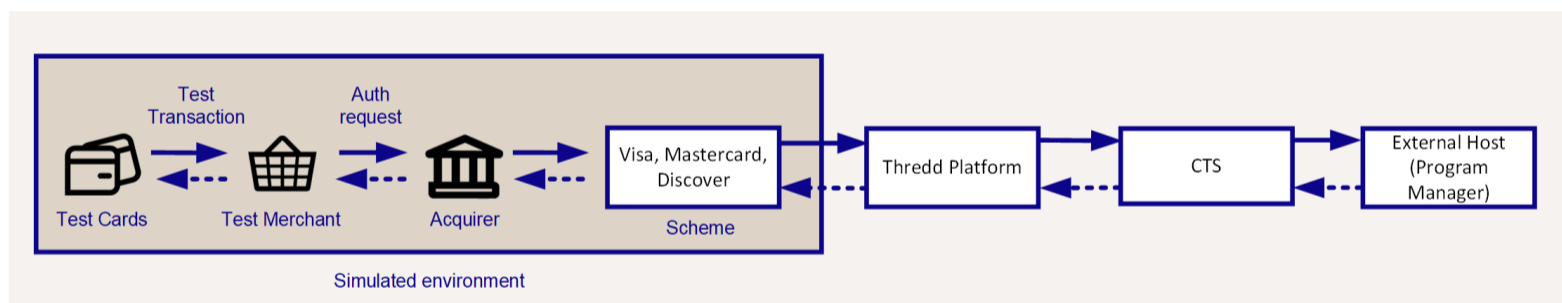 Test
Transaction
Auth
request
Test Cards
Test Merchant
Acquirer
Visa, Mastercard,
Discover
Scheme
Thredd Platform
CTS
External Host
(Program
Manager)
Simulated environment